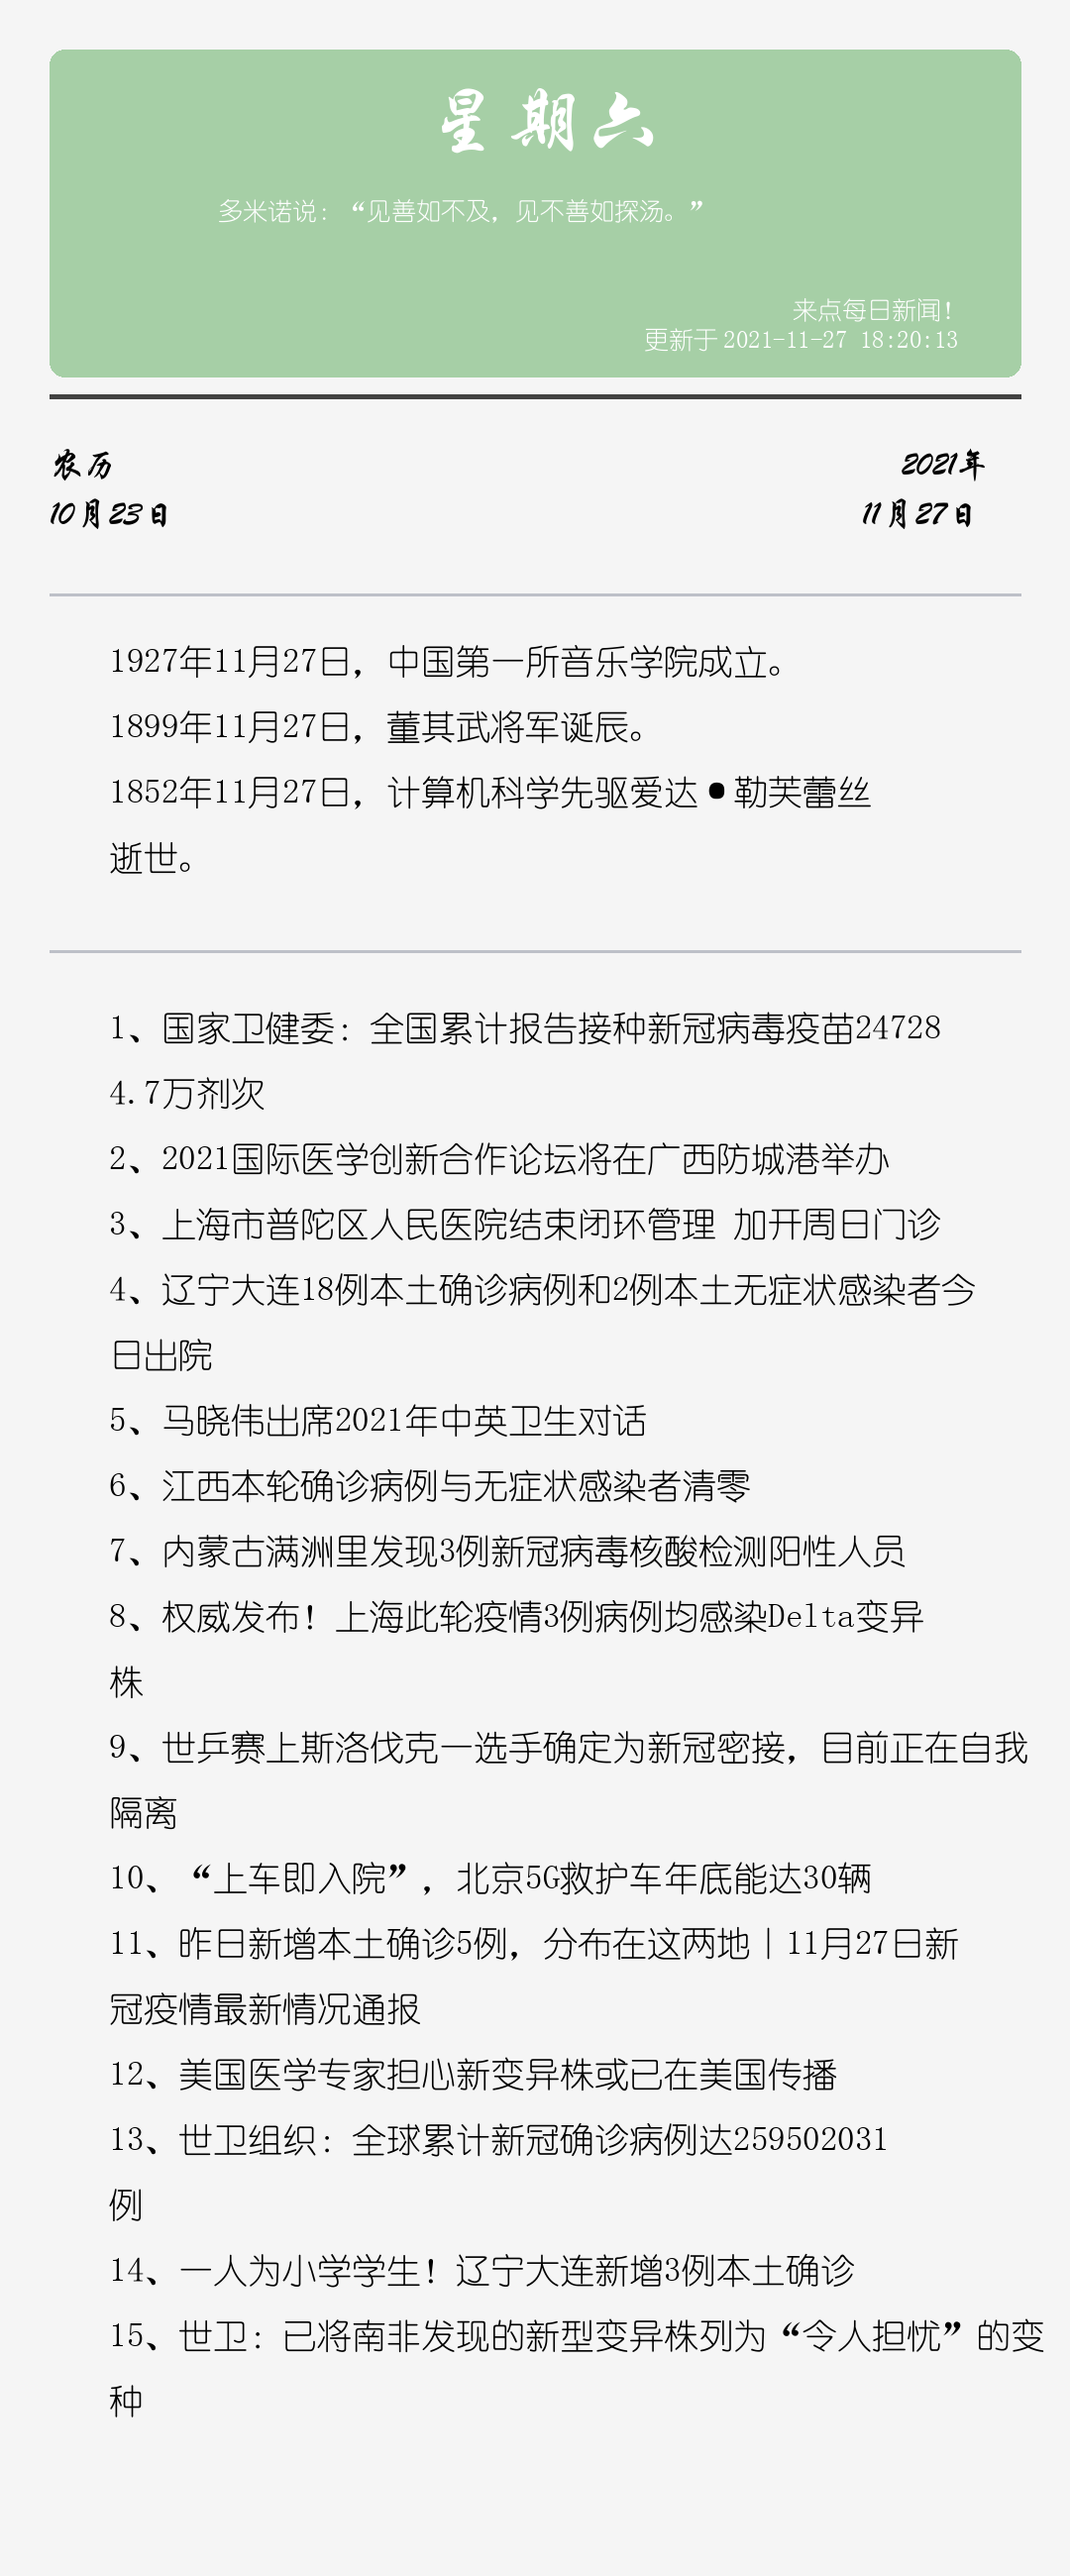 星期六
多米诺说：“见善如不及，见不善如探汤。”
来点每日新闻！
更新于2021-11-27 18:20:13
农历
2021年
10月23日
11月27日
1927年11月27日，中国第一所音乐学院成立。
1899年11月27日，董其武将军诞辰。
1852年11月27日，计算机科学先驱爱达•勒芙蕾丝
逝世。
1、国家卫健委：全国累计报告接种新冠病毒疫苗24728
4.7万剂次
2、2021国际医学创新合作论坛将在广西防城港举办
3、上海市普陀区人民医院结束闭环管理 加开周日门诊
4、辽宁大连18例本土确诊病例和2例本土无症状感染者今
日出院
5、马晓伟出席2021年中英卫生对话
6、江西本轮确诊病例与无症状感染者清零
7、内蒙古满洲里发现3例新冠病毒核酸检测阳性人员
8、权威发布！上海此轮疫情3例病例均感染Delta变异
株
9、世乒赛上斯洛伐克一选手确定为新冠密接，目前正在自我
隔离
10、“上车即入院”，北京5G救护车年底能达30辆
11、昨日新增本土确诊5例，分布在这两地丨11月27日新
冠疫情最新情况通报
12、美国医学专家担心新变异株或已在美国传播
13、世卫组织：全球累计新冠确诊病例达259502031
例
14、一人为小学学生！辽宁大连新增3例本土确诊
15、世卫：已将南非发现的新型变异株列为“令人担忧”的变
种